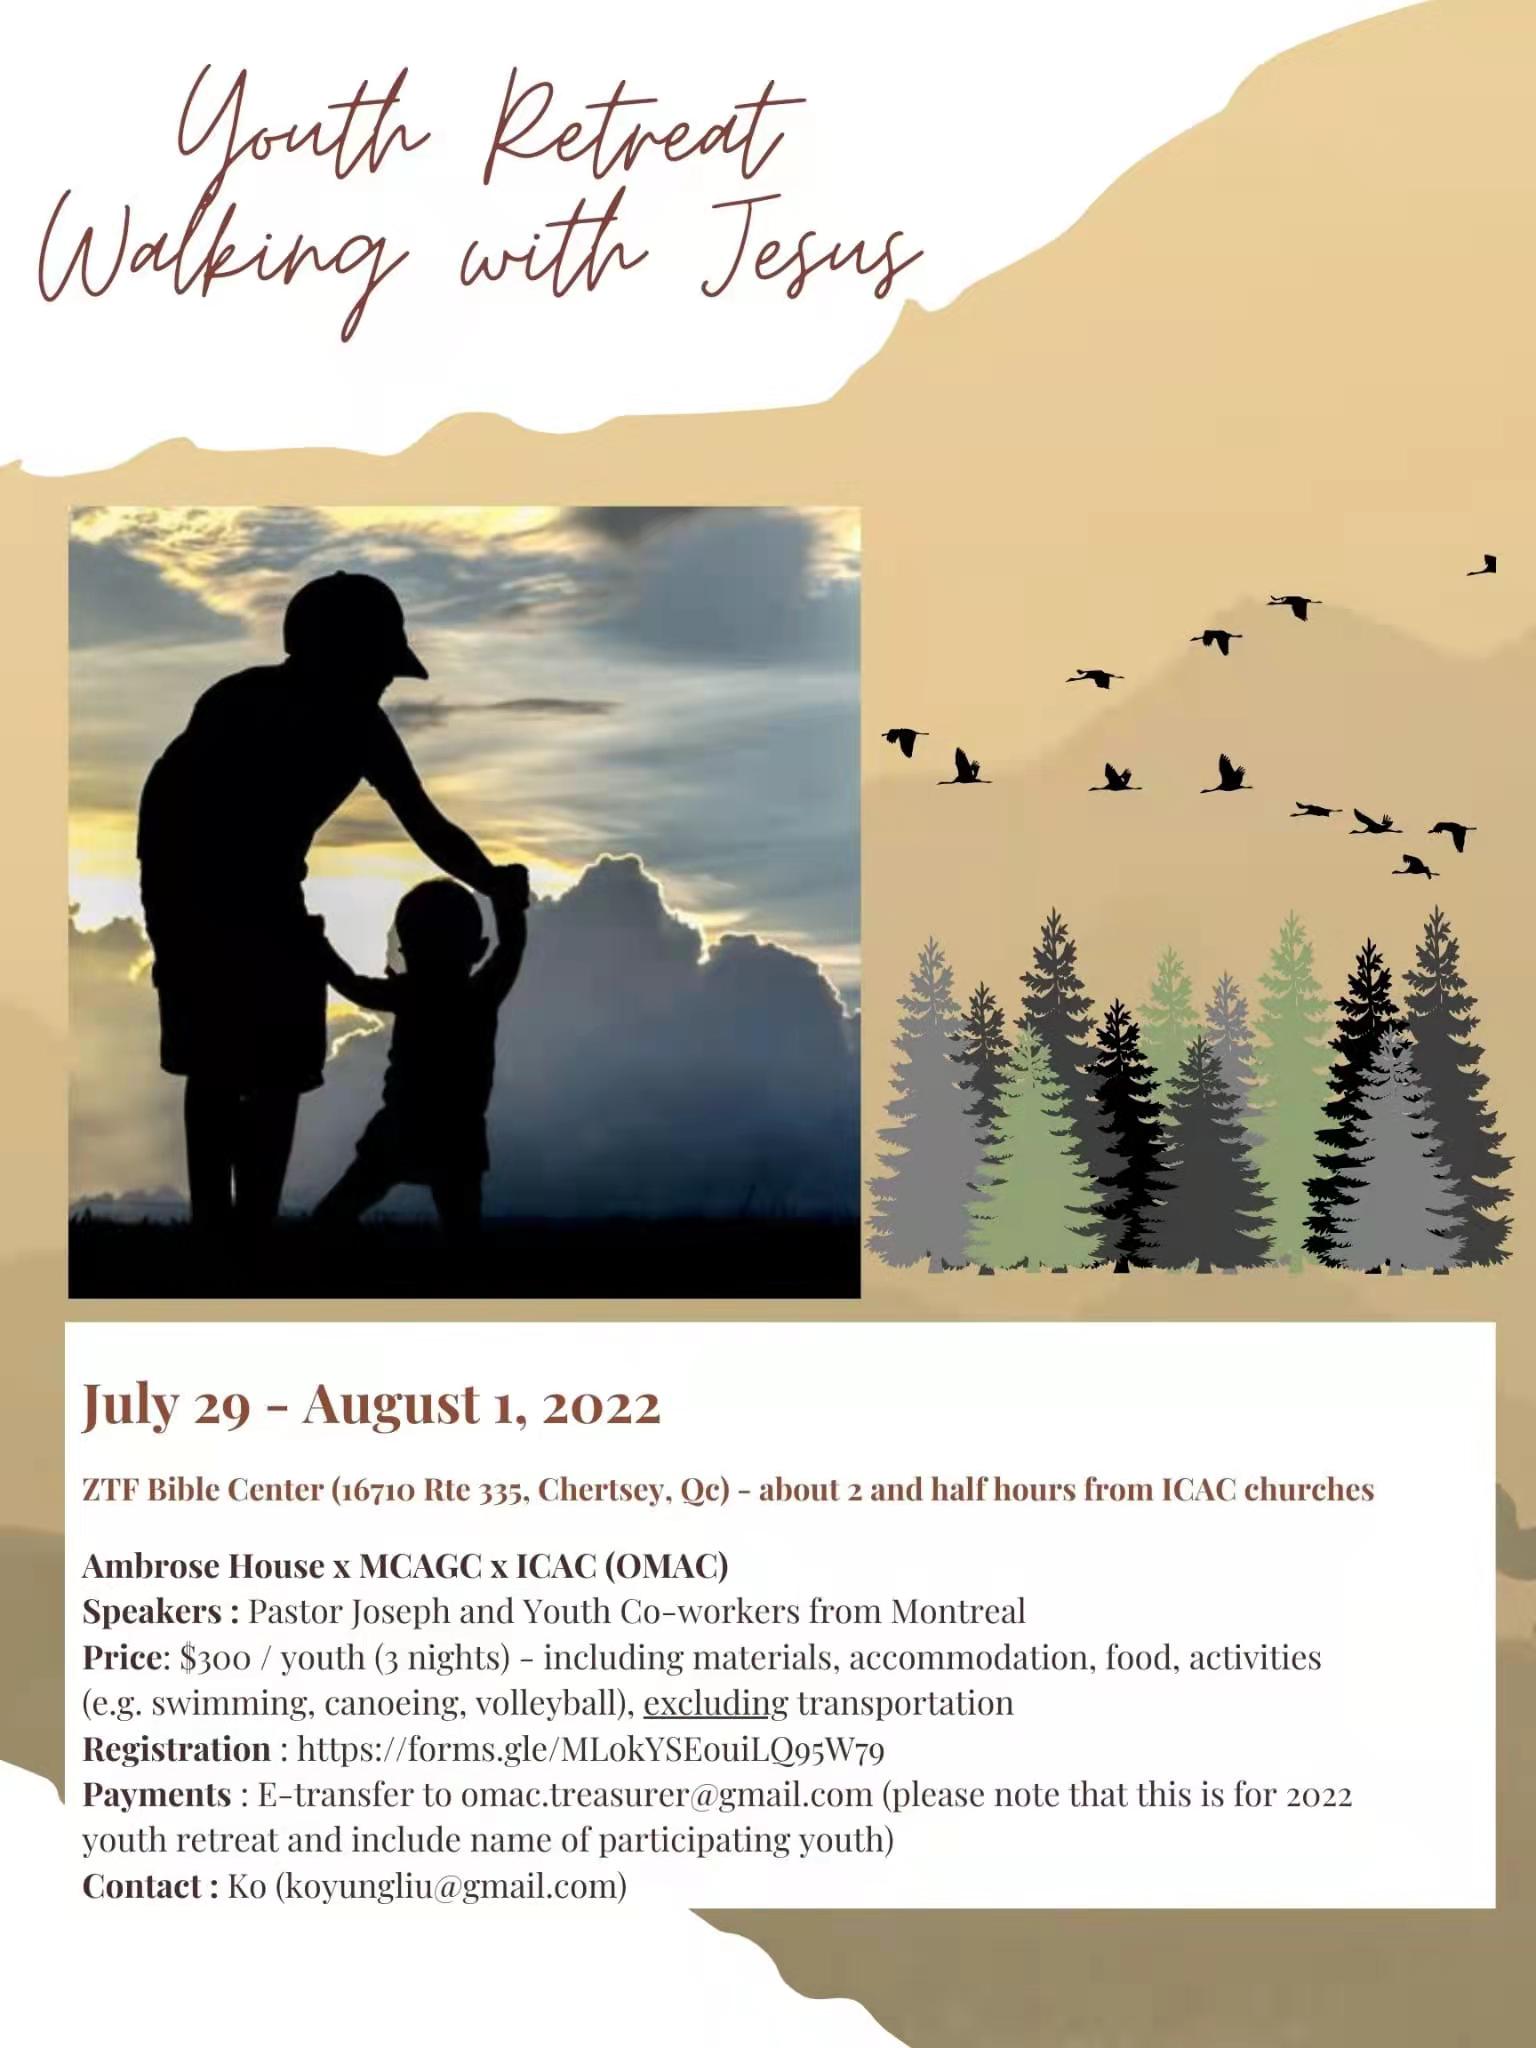 Youth Retreat
Walking with Jesus
July 29 - August 1, 2022
ZTF Bible Center (16710 Rte 335, Chertsey, Qc) - about 2 and half hours from ICAC churches
Ambrose House x MCAGC x ICAC (OMAC)
Speakers : Pastor Joseph and Youth Co-workers from Montreal
Price: $300 / youth (3 nights) - including materials, accommodation, food, activities
(e.g. swimming, canoeing, volleyball), excluding transportation
Registration : https://forms.gle/MLokYSEouiLQ95W79
Payments : E-transfer to omac.treasurer@gmail.com (please note that this is for 2022
youth retreat and include name of participating youth)
Contact : Ko (koyungliu@gmail.com)